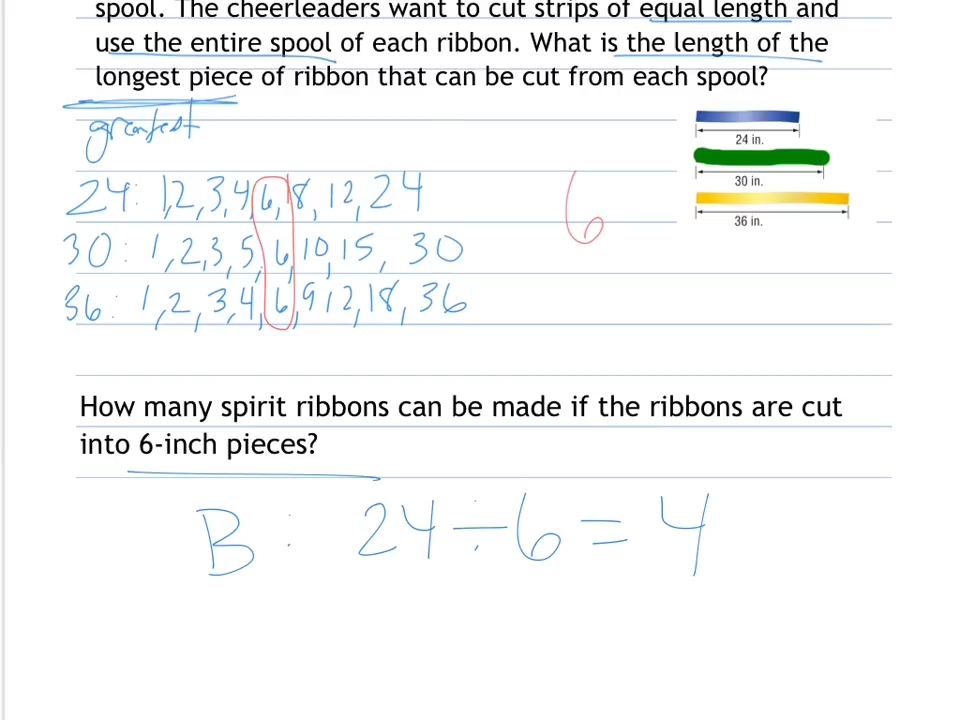 spool. The cheerleaders want to cut strips of equal length and
use the entire spool of each ribbon. What is the length of the
longest piece of ribbon that can be cut from each spool?
greatest
24 in.
30 in.
36 in.
24: 1,2,3,4,6,8,12,24
6
30: 1,2,3,5,6,10,15,30
36: 1,2,3,4,6,9,12,18,36
How many spirit ribbons can be made if the ribbons are cut
into 6-inch pieces?
B: 24÷6=4